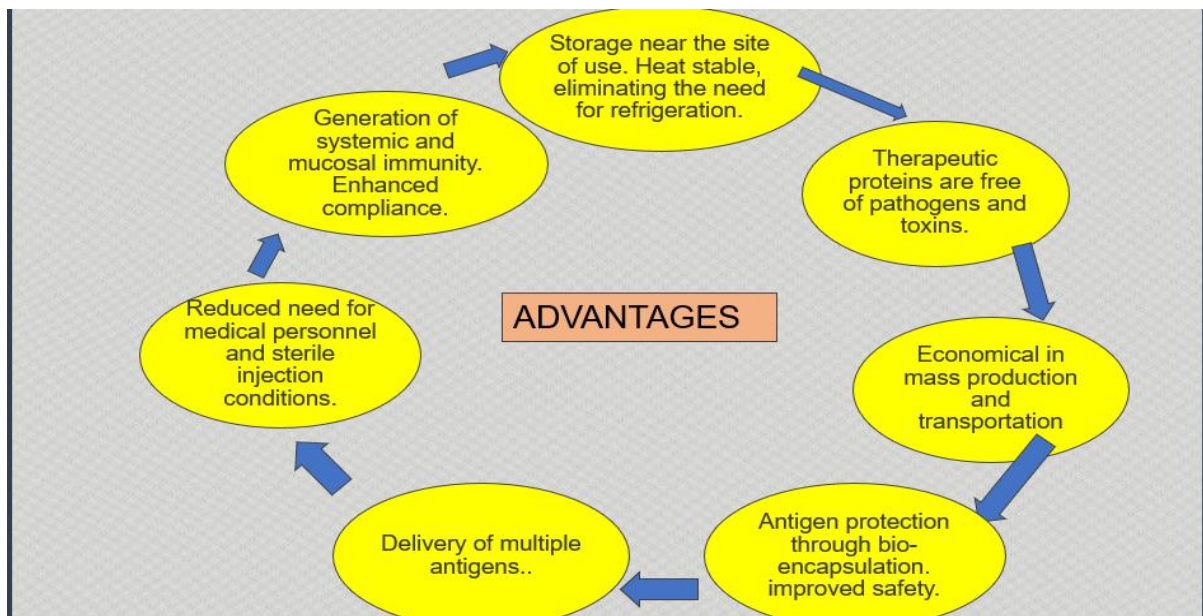 Storage near the site
of use. Heat stable,
eliminating the need
for refrigeration.
Therapeutic
proteins are free
of pathogens and
toxins.
Economical in
mass production
and
transportation
Antigen protection
through bio-
encapsulation.
improved safety.
Delivery of multiple
antigens..
Reduced need for
medical personnel
and sterile
injection
conditions.
Generation of
systemic and
mucosal immunity.
Enhanced
compliance.
ADVANTAGES